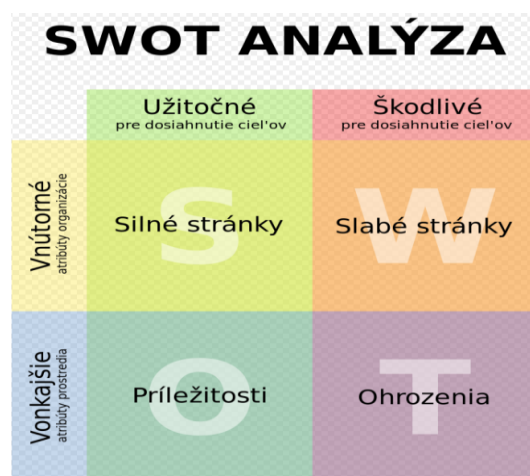 SWOT ANALÝZA
Užitočné
pre dosiahnutie cieľov
Škodlivé
pre dosiahnutie cieľov
Vnútorné
atribúty organizácie
S
Silné stránky
W
Slabé stránky
Vonkajšie
atribúty prostredia
O
Príležitosti
T
Ohrozenia